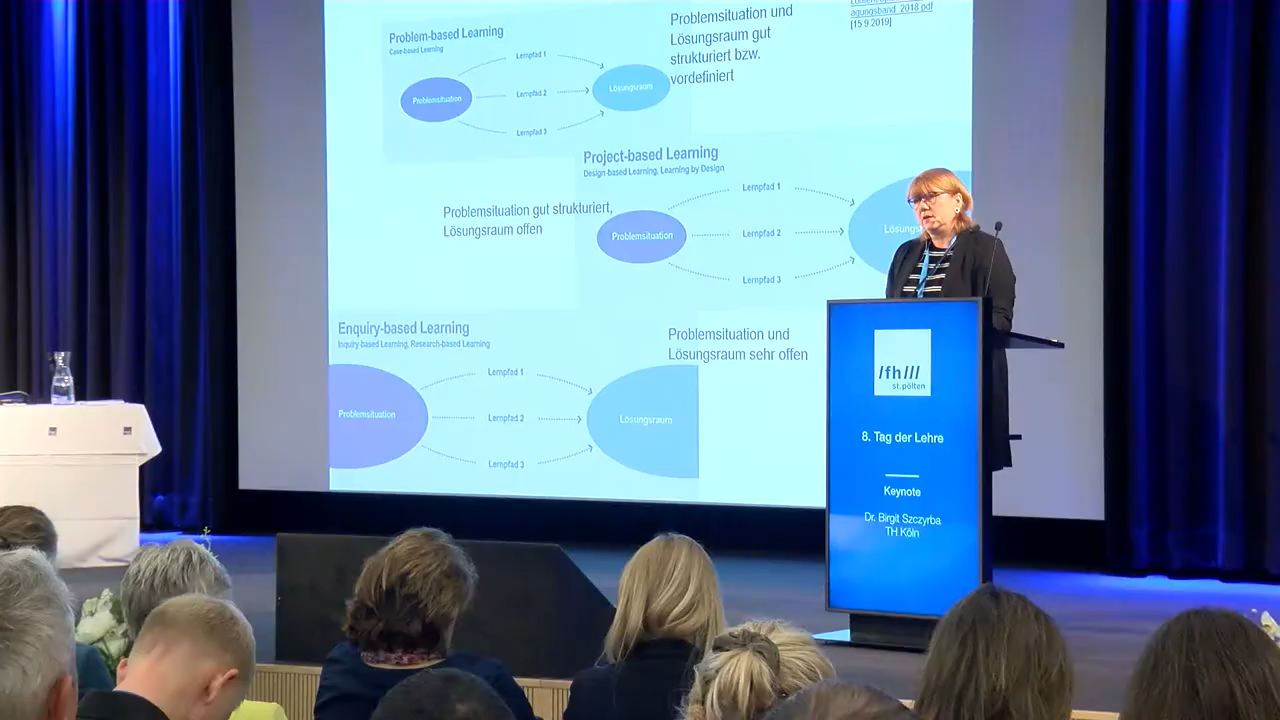 Problem-based Learning
Case-based Learning
Problemsituation
Lernpfad 1
Lernpfad 2
Lernpfad 3
Lösungsraum
Problemsituation und
Lösungsraum gut
strukturiert bzw.
vordefiniert
agungsband_2018.pdf
[15.9.2019]
Project-based Learning
Design-based Learning, Learning by Design
Problemsituation gut strukturiert,
Lösungsraum offen
Problemsituation
Lernpfad 1
Lernpfad 2
Lernpfad 3
Lösungs
Enquiry-based Learning
Inquiry-based Learning, Research-based Learning
Problemsituation
Lernpfad 1
Lernpfad 2
Lernpfad 3
Lösungsraum
Problemsituation und
Lösungsraum sehr offen
/fh///
st.pölten
8. Tag der Lehre
Keynote
Dr. Birgit Szczyrba
TH Köln